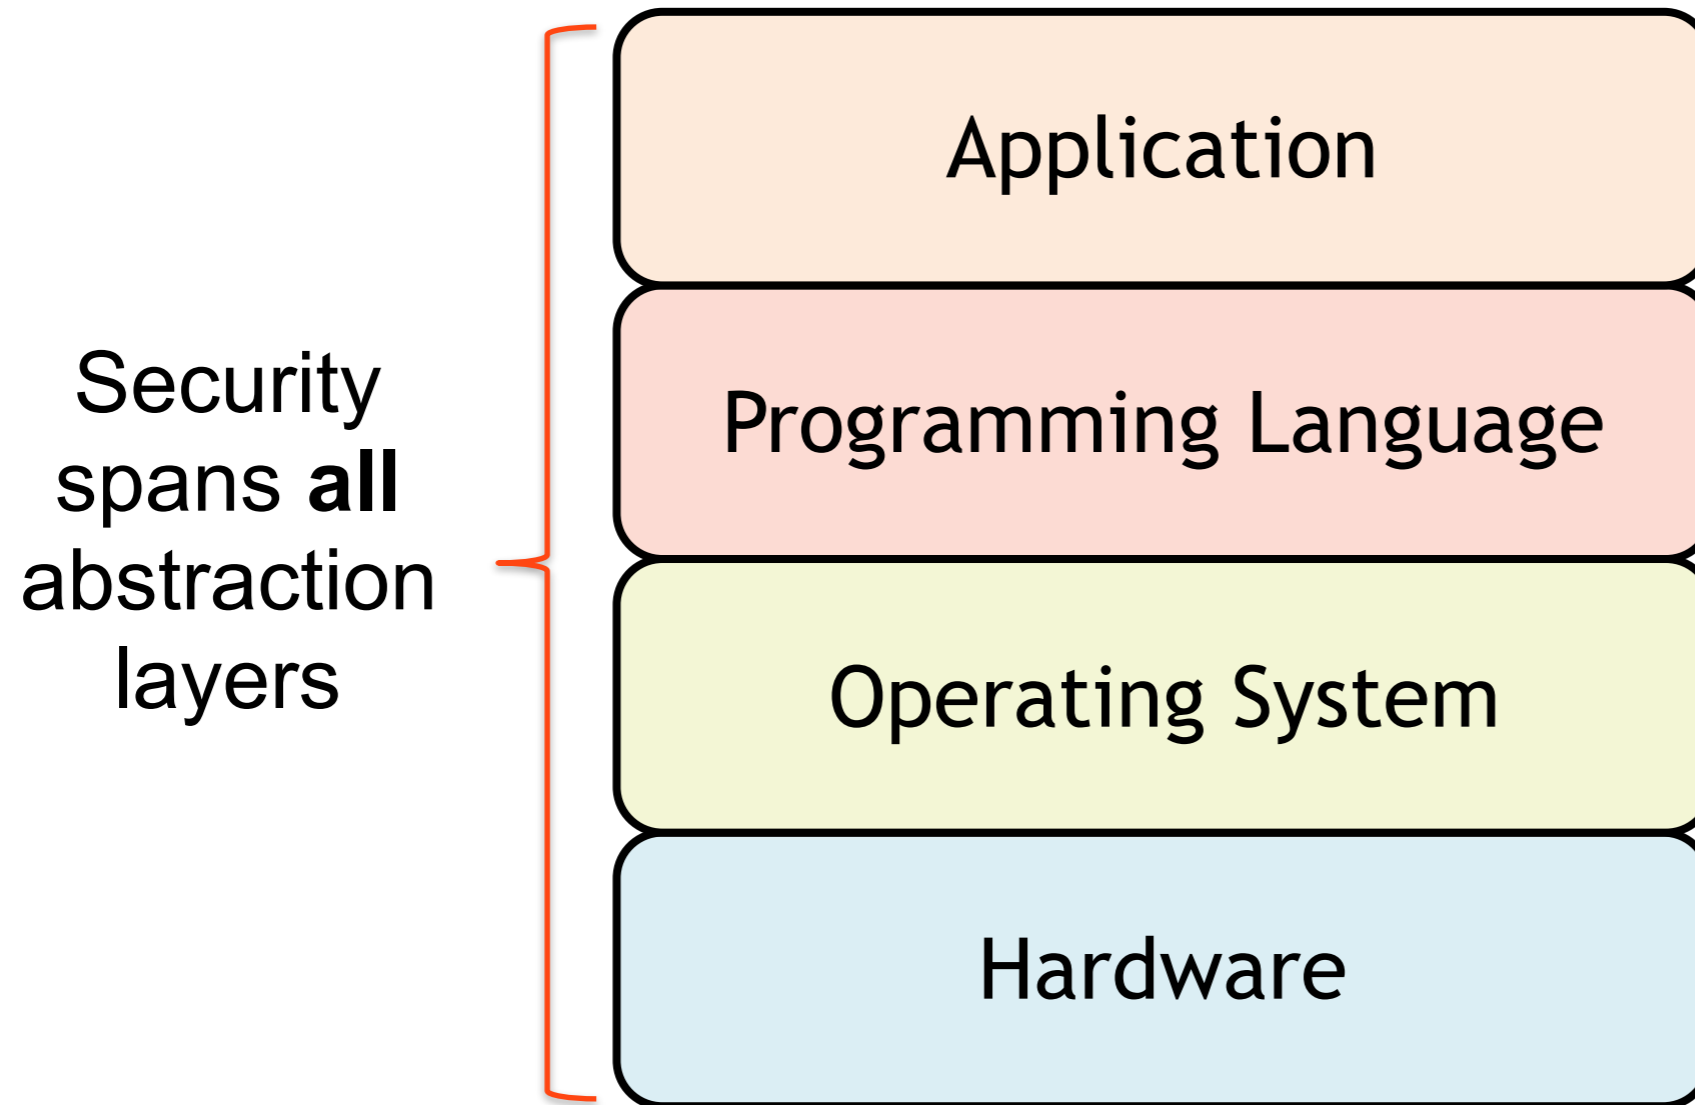 Security
spans all
abstraction
layers
Application
Programming Language
Operating System
Hardware